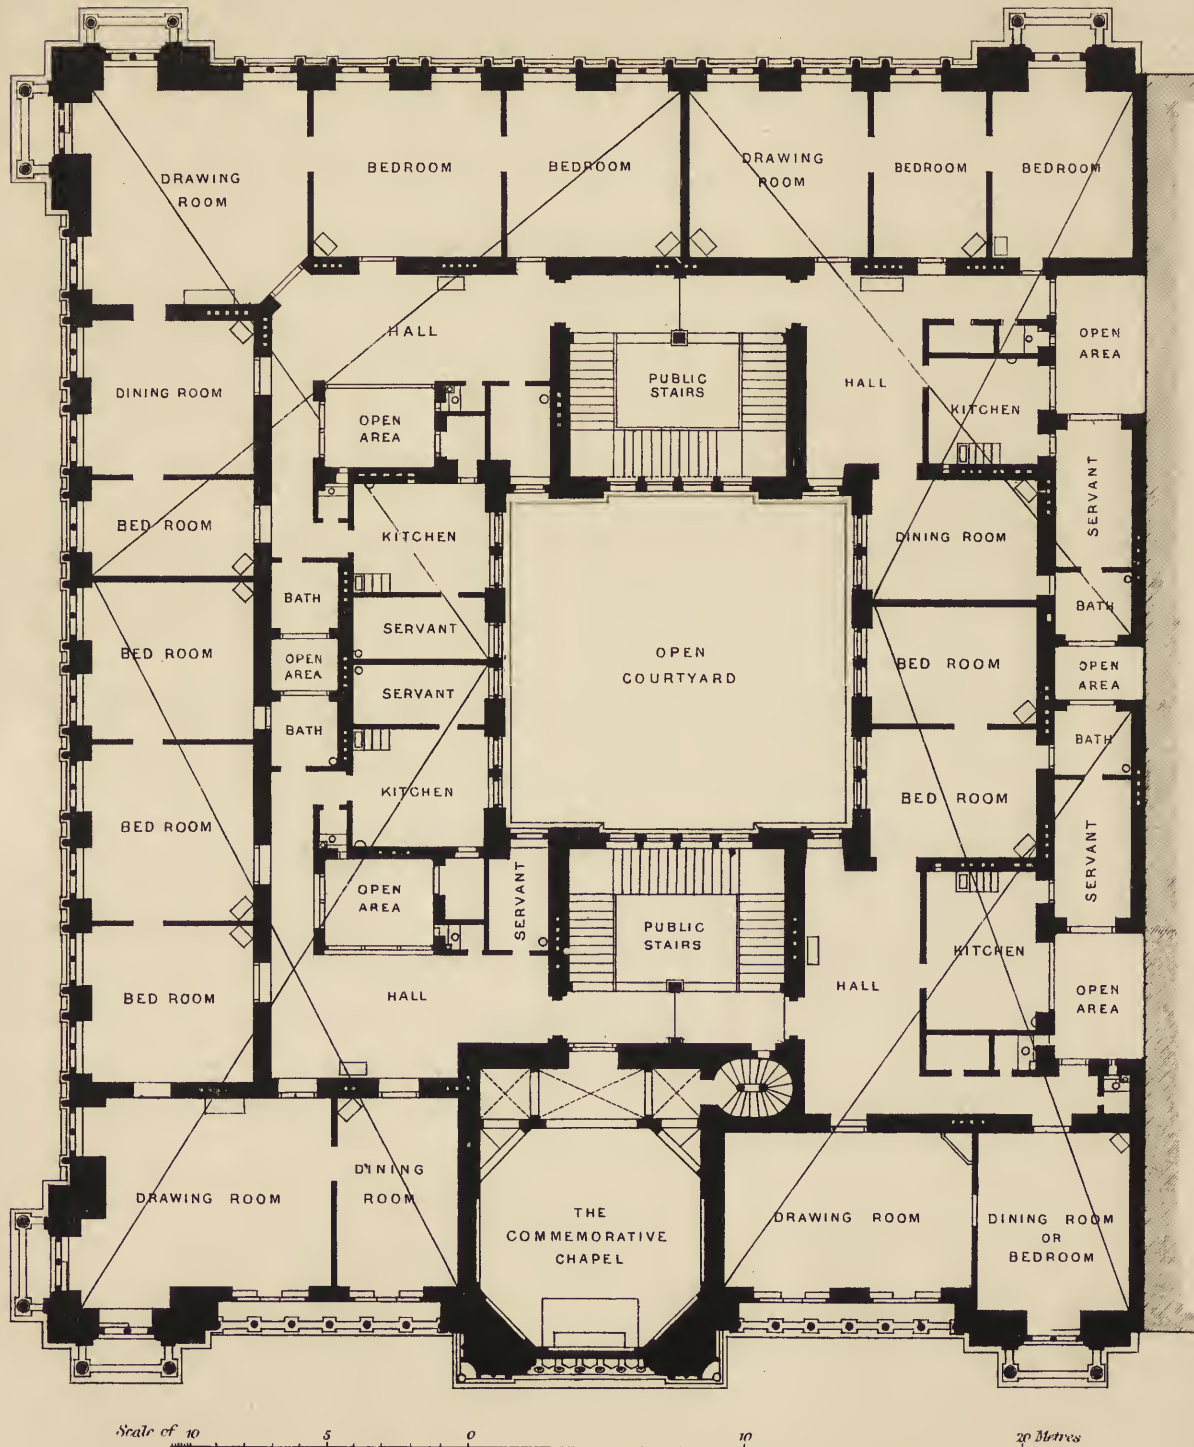 DRAWING
ROOM
BEDROOM
BEDROOM
DRAWING
ROOM
BEDROOM
BEDROOM
HALL
PUBLIC
STAIRS
HALL
OPEN
AREA
DINING ROOM
OPEN
AREA
KITCHEN
SERVANT
BED ROOM
KITCHEN
DINING ROOM
BATH
SERVANT
BATH
BED ROOM
OPEN
AREA
SERVANT
OPEN
COURTYARD
BED ROOM
OPEN
AREA
BATH
KITCHEN
BED ROOM
BATH
BED ROOM
OPEN
AREA
SERVANT
PUBLIC
STAIRS
KITCHEN
SERVANT
BED ROOM
HALL
HALL
OPEN
AREA
DRAWING ROOM
DINING
ROOM
THE
COMMEMORATIVE
CHAPEL
DRAWING ROOM
DINING ROOM
OR
BEDROOM
Scale of 10 5 0 10 20 Metres